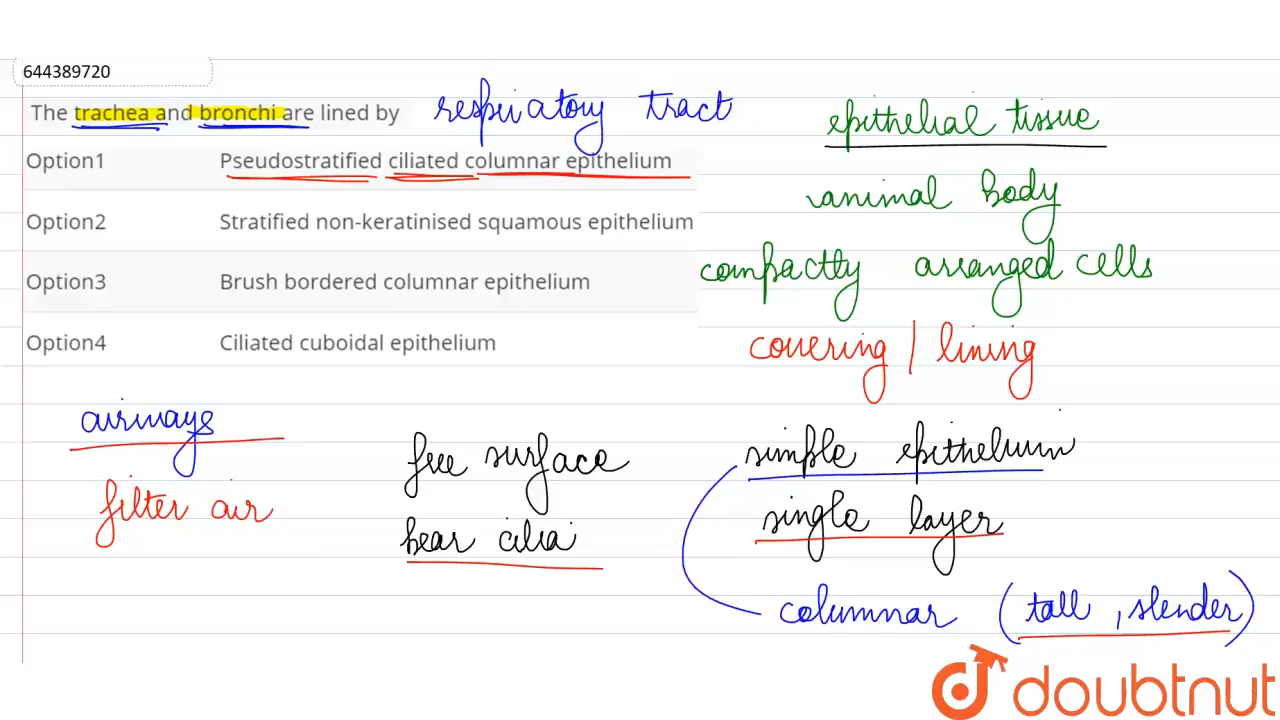 644389720
The trachea and bronchi are lined by
Option1 Pseudostratified ciliated columnar epithelium
Option2 Stratified non-keratinised squamous epithelium
Option3 Brush bordered columnar epithelium
Option4 Ciliated cuboidal epithelium
respiratory tract
epithelial tissue
animal body
compactly arranged cells
covering / lining
airways
filter air
free surface
bear cilia
simple epithelium
single layer
columnar (tall, slender)
doubtnut